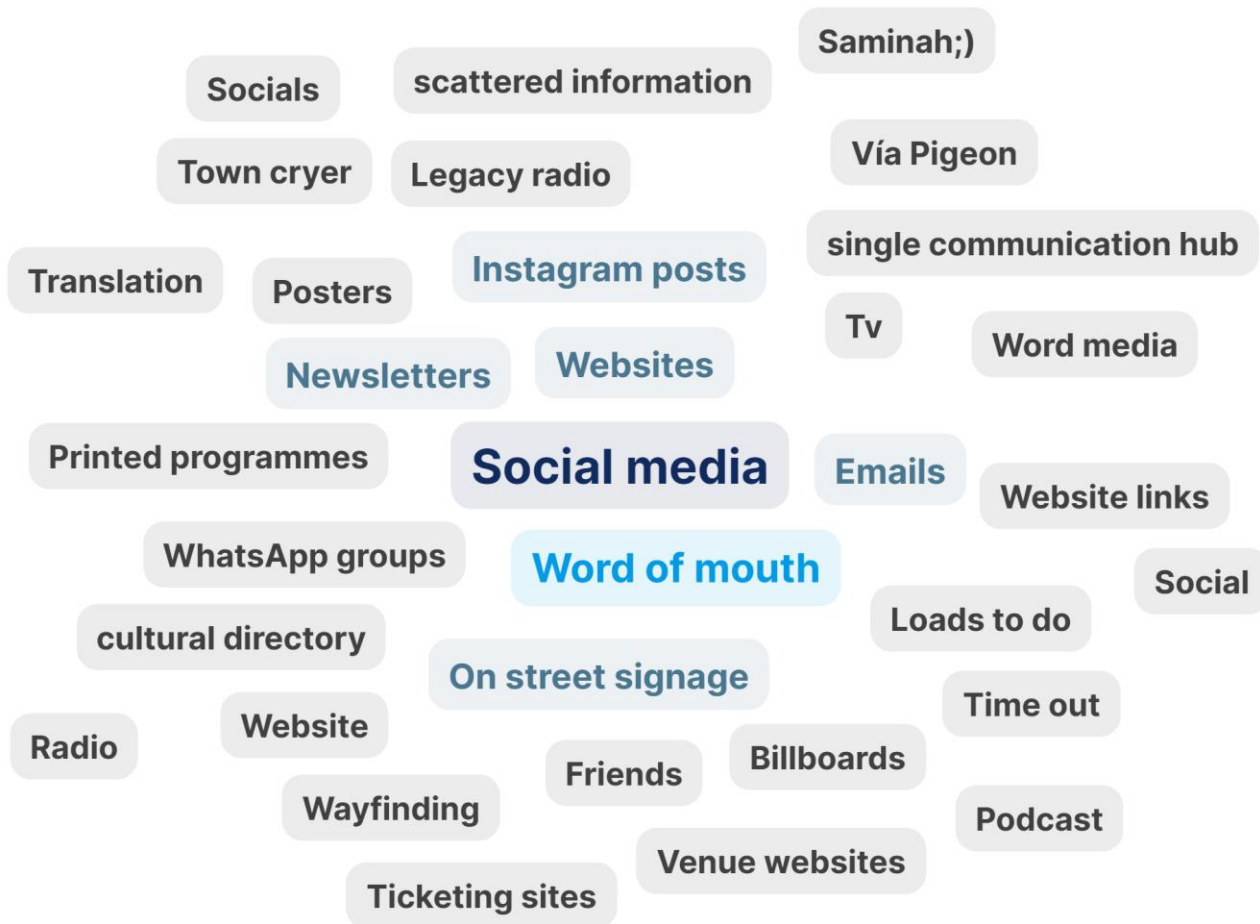 Saminah;)
Socials
scattered information
Town cryer
Legacy radio
Vía Pigeon
Translation
Posters
Instagram posts
single communication hub
Tv
Word media
Newsletters
Websites
Printed programmes
Social media
Emails
Website links
WhatsApp groups
Word of mouth
Social
cultural directory
Loads to do
On street signage
Time out
Radio
Website
Friends
Billboards
Wayfinding
Podcast
Venue websites
Ticketing sites